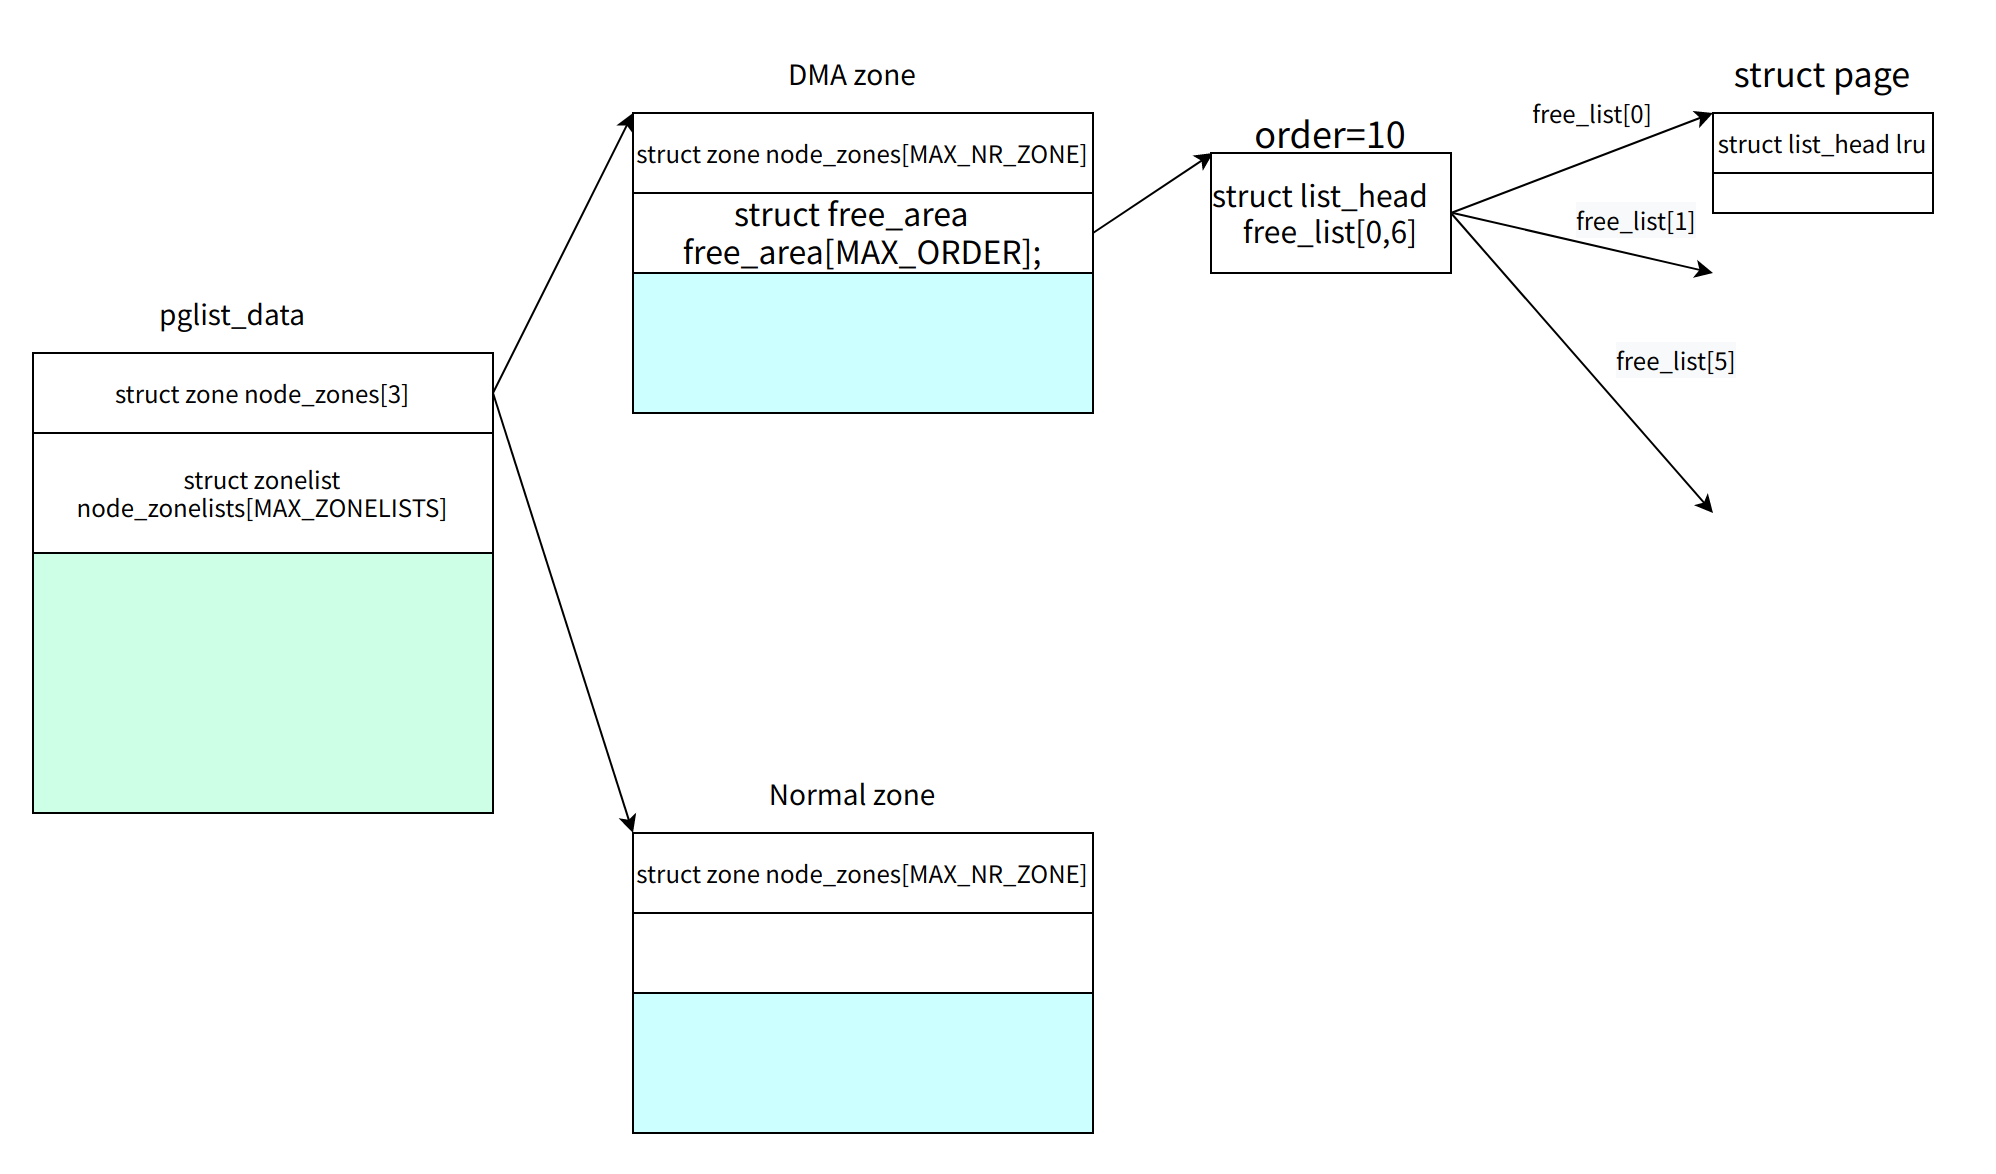 pglist_data
struct zone node_zones[3]
struct zonelist
node_zonelists[MAX_ZONELISTS]
DMA zone
struct zone node_zones[MAX_NR_ZONE]
struct free_area
free_area[MAX_ORDER];
Normal zone
struct zone node_zones[MAX_NR_ZONE]
order=10
struct list_head
free_list[0,6]
free_list[0]
free_list[1]
free_list[5]
struct page
struct list_head lru